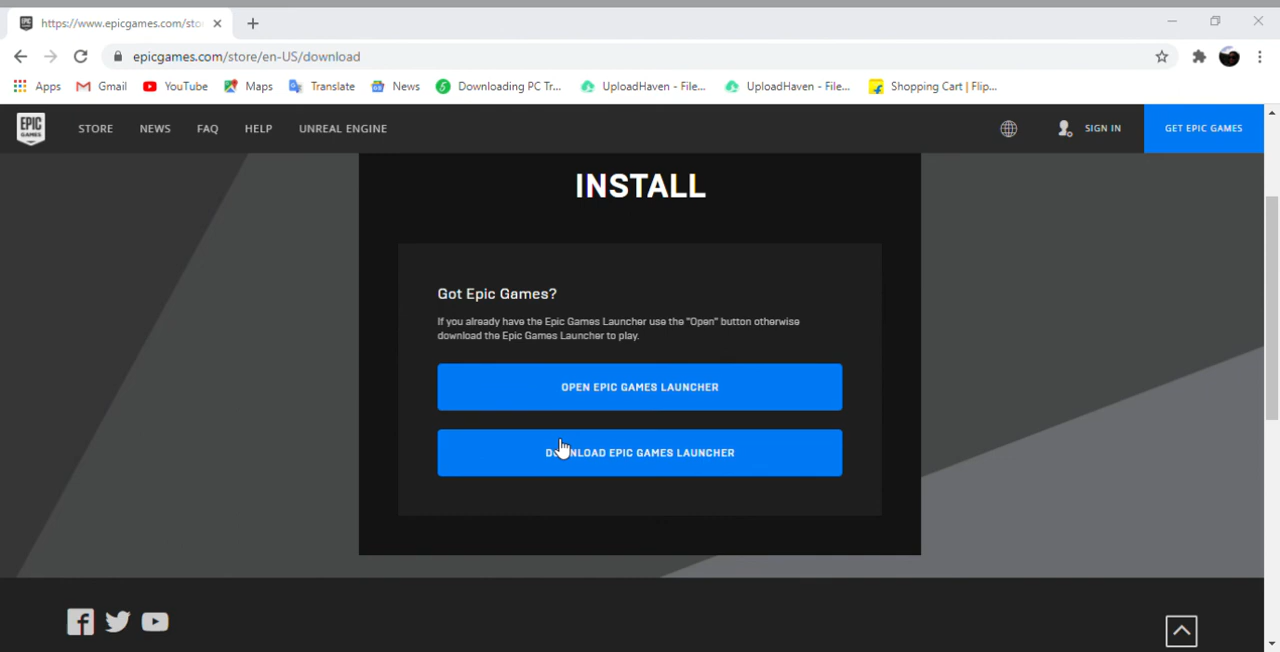 https://www.epicgames.com/sto
epicgames.com/store/en-US/download
Apps Gmail YouTube Maps Translate News Downloading PC Tr... UploadHaven - File... UploadHaven - File... Shopping Cart | Flip...
EPIC GAMES STORE NEWS FAQ HELP UNREAL ENGINE SIGN IN GET EPIC GAMES
INSTALL
Got Epic Games?
If you already have the Epic Games Launcher use the "Open" button otherwise
download the Epic Games Launcher to play.
OPEN EPIC GAMES LAUNCHER
DOWNLOAD EPIC GAMES LAUNCHER